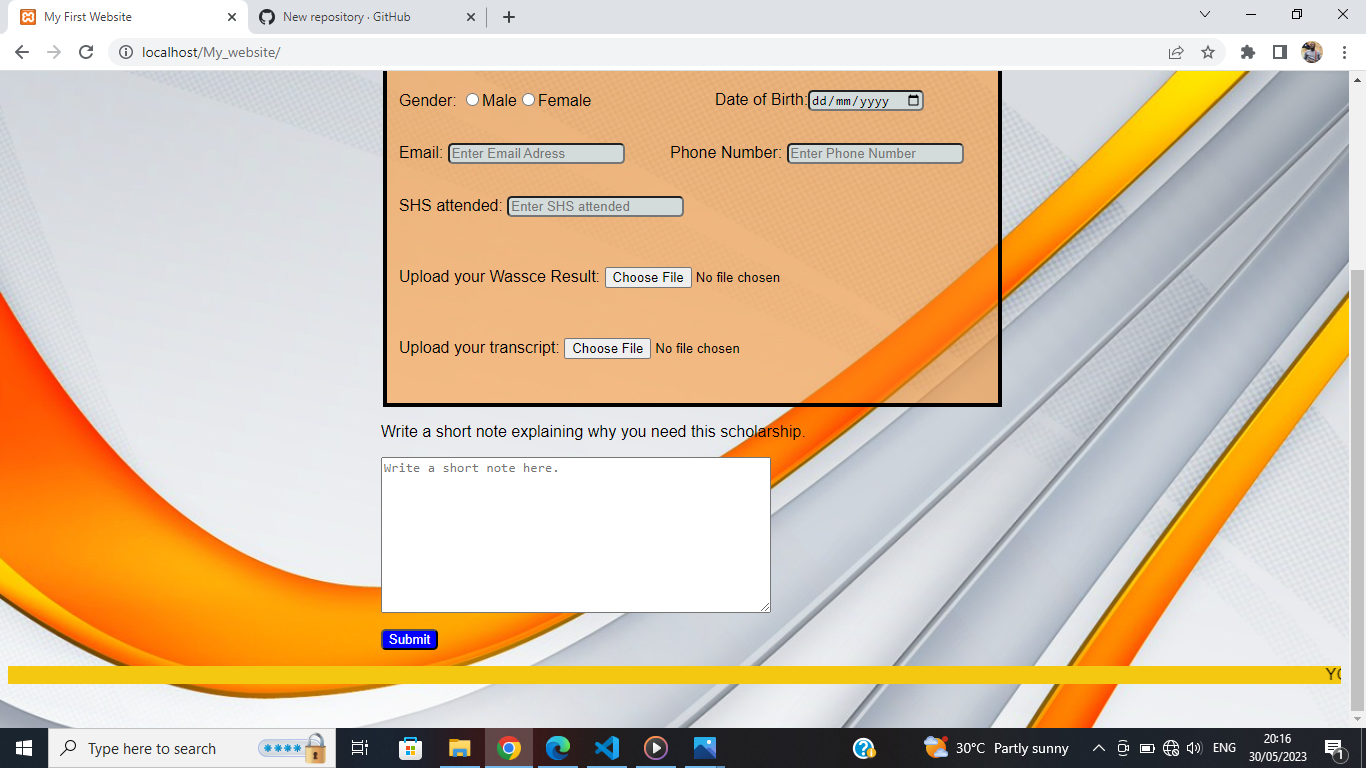 My First Website
New repository · GitHub
localhost/My_website/
Gender: Male Female Date of Birth: dd/mm/yyyy
Email: Enter Email Adress Phone Number: Enter Phone Number
SHS attended: Enter SHS attended
Upload your Wassce Result: Choose File No file chosen
Upload your transcript: Choose File No file chosen
Write a short note explaining why you need this scholarship.
Write a short note here.
Submit
Type here to search
30°C Partly sunny
ENG
20:16
30/05/2023
1